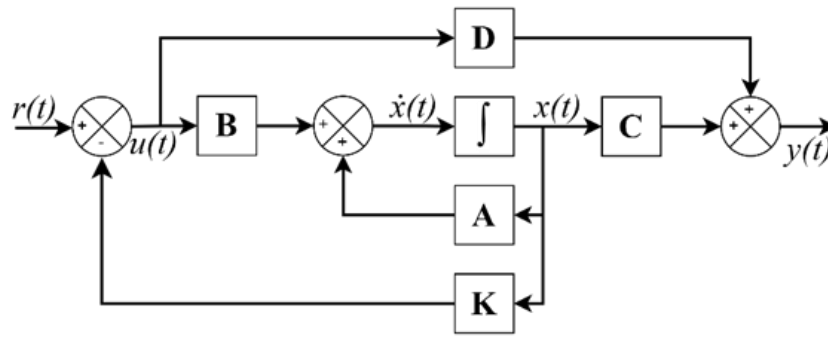 D
r(t) + - u(t) B + + ẋ(t) ∫ x(t) C + + y(t)
A
K